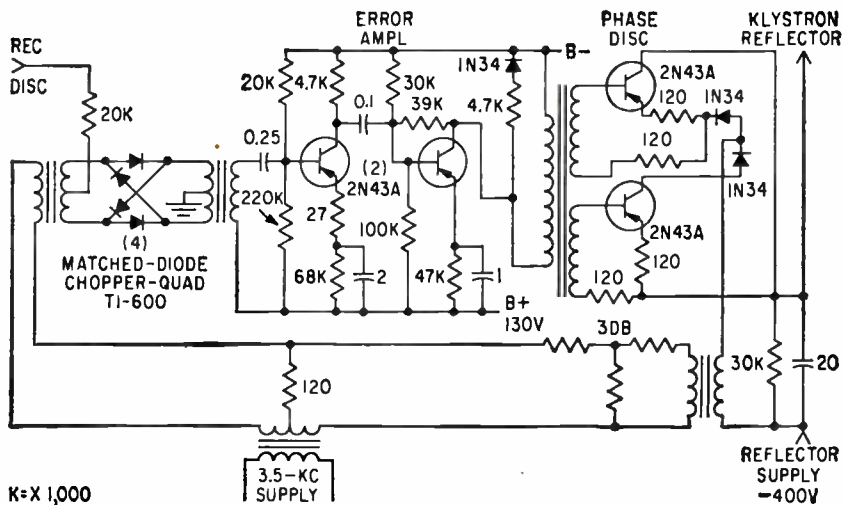 ERROR
AMPL
PHASE
DISC
KLYSTRON
REFLECTOR
REC
DISC
20K
20K
4.7K
30K
39K
0.1
0.25
1N34
4.7K
B-
2N43A
120
1N34
120
1N34
(2)
2N43A
220K
27
100K
68K
2
47K
1
2N43A
120
120
(4)
MATCHED-DIODE
CHOPPER-QUAD
T1-600
B+
130V
120
3DB
30K
20
3.5-KC
SUPPLY
REFLECTOR
SUPPLY
-400V
K=X 1,000